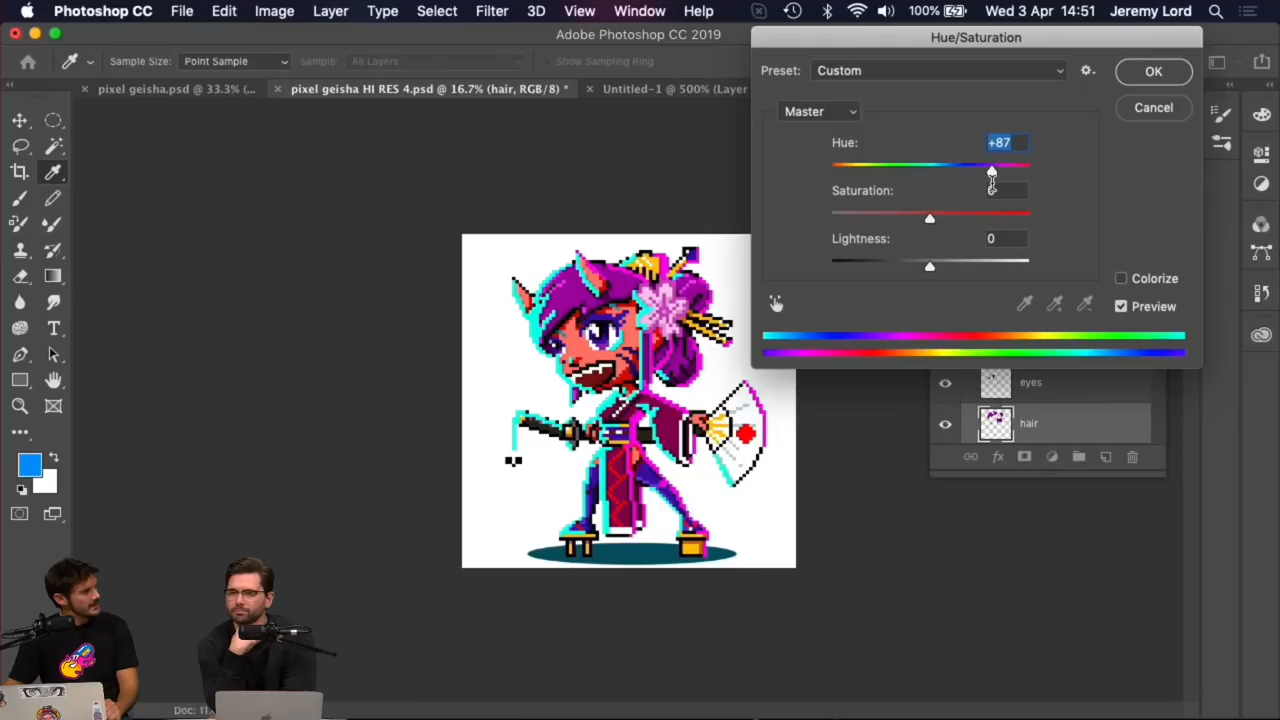 Photoshop CC File Edit Image Layer Type Select Filter 3D View Window Help 100% Wed 3 Apr 14:51 Jeremy Lord
Adobe Photoshop CC 2019
Sample Size: Point Sample Sample: All Layers Show Sampling Ring
pixel geisha.psd @ 33.3% (... pixel geisha HI RES 4.psd @ 16.7% (hair, RGB/8) * Untitled-1 @ 500% (Layer
Hue/Saturation
Preset: Custom OK
Cancel
Master
Hue: +87
Saturation:
Lightness: 0
Colorize
Preview
eyes
hair
Doc: 11.